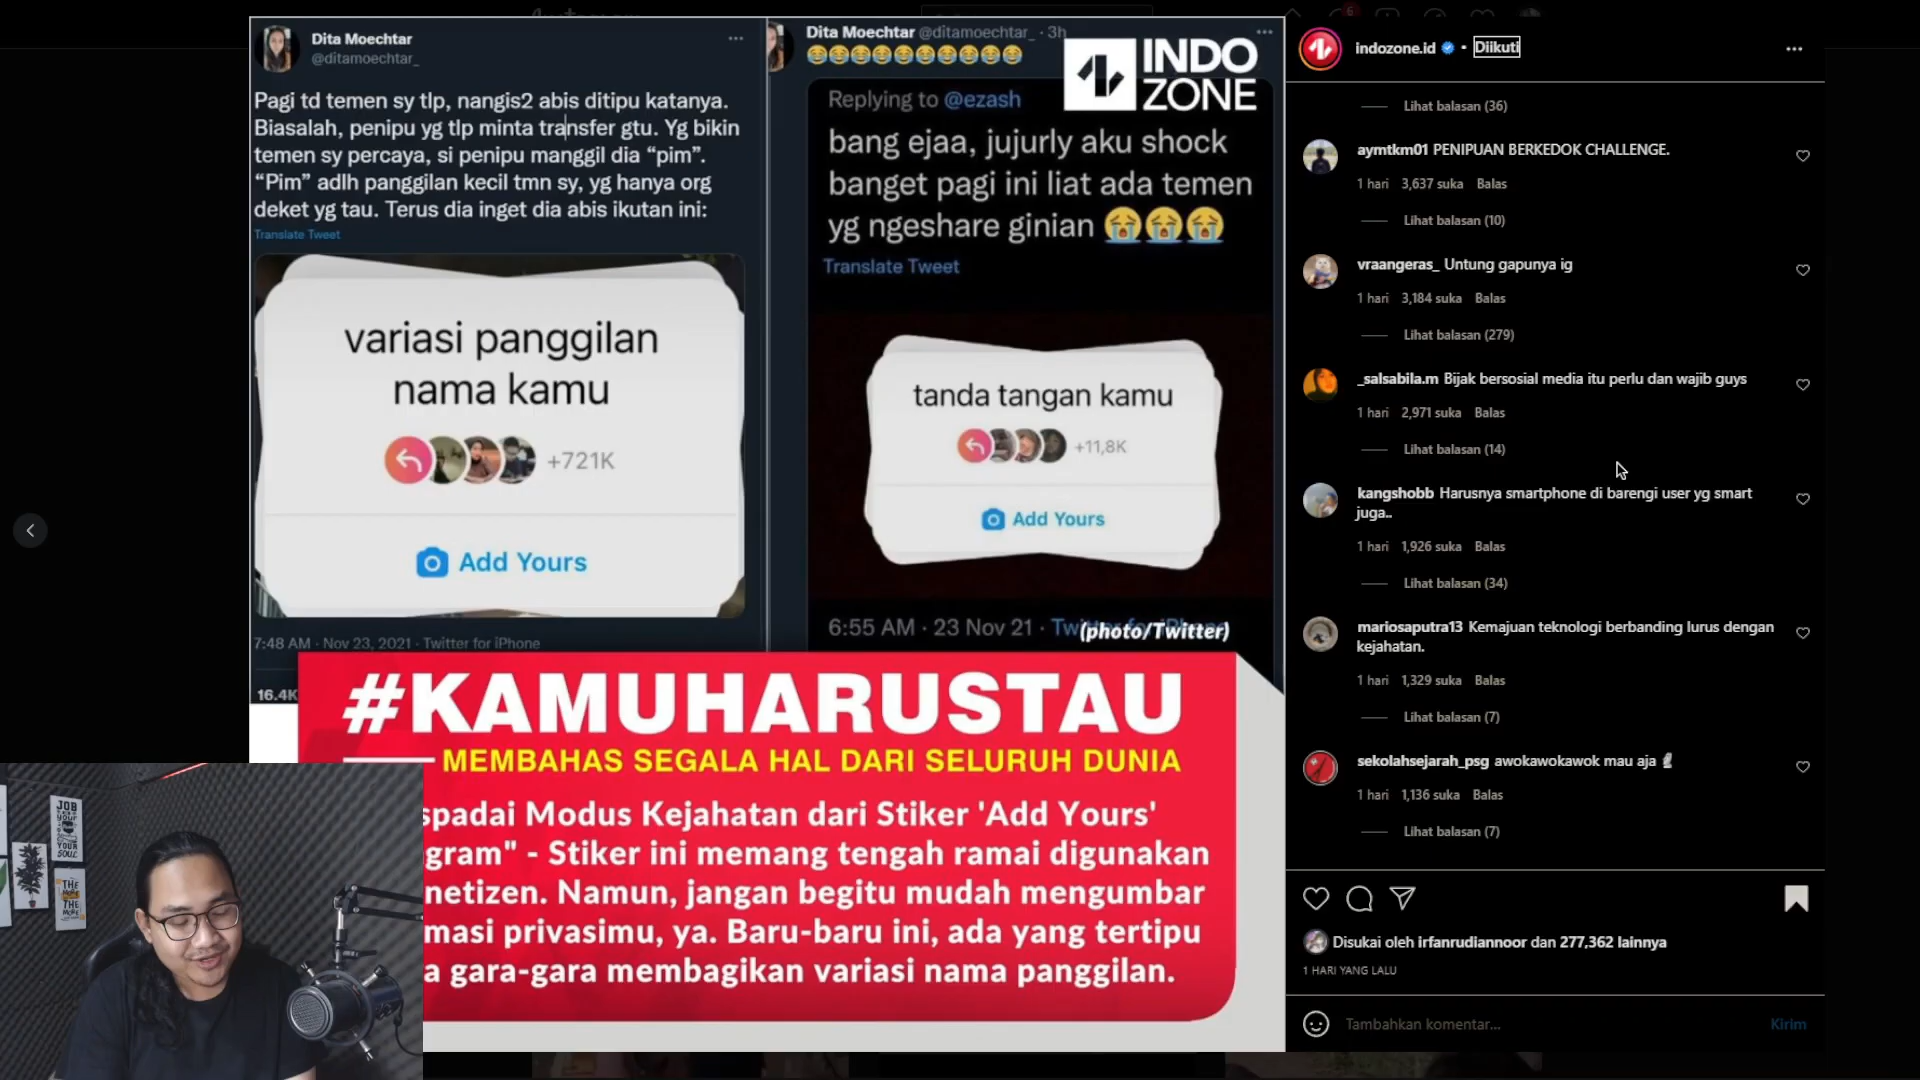 Dita Moechtar
@ditamoechtar_
Pagi td temen sy tlp, nangis2 abis ditipu katanya.
Biasalah, penipu yg tlp minta transfer gtu. Yg bikin
temen sy percaya, si penipu manggil dia “pim”.
“Pim” adlh panggilan kecil tmn sy, yg hanya org
deket yg tau. Terus dia inget dia abis ikutan ini:
Translate Tweet
variasi panggilan
nama kamu
+721K
Add Yours
7:48 AM · Nov 23, 2021 · Twitter for iPhone
16.4K
Dita Moechtar @ditamoechtar_ · 3h
😂😂😂😂😂😂😂😂😂😂
INDO
ZONE
Replying to @ezash
bang ejaa, jujurly aku shock
banget pagi ini liat ada temen
yg ngeshare ginian 😭😭😭
Translate Tweet
tanda tangan kamu
+11,8K
Add Yours
6:55 AM · 23 Nov 21 ·
(photo/Twitter)
#KAMUHARUSTAU
MEMBAHAS SEGALA HAL DARI SELURUH DUNIA
spadai Modus Kejahatan dari Stiker 'Add Yours'
gram" - Stiker ini memang tengah ramai digunakan
netizen. Namun, jangan begitu mudah mengumbar
masi privasimu, ya. Baru-baru ini, ada yang tertipu
a gara-gara membagikan variasi nama panggilan.
JOB
YOUR
SOUL
THE
MORE
THE
MORE
indozone.id • Diikuti
Lihat balasan (36)
aymtkm01 PENIPUAN BERKEDOK CHALLENGE.
1 hari 3,637 suka Balas
Lihat balasan (10)
vraangeras_ Untung gapunya ig
1 hari 3,184 suka Balas
Lihat balasan (279)
_salsabila.m Bijak bersosial media itu perlu dan wajib guys
1 hari 2,971 suka Balas
Lihat balasan (14)
kangshobb Harusnya smartphone di barengi user yg smart
juga..
1 hari 1,926 suka Balas
Lihat balasan (34)
mariosaputra13 Kemajuan teknologi berbanding lurus dengan
kejahatan.
1 hari 1,329 suka Balas
Lihat balasan (7)
sekolahsejarah_psg awokawokawok mau aja
1 hari 1,136 suka Balas
Lihat balasan (7)
Disukai oleh irfanrudiannoor dan 277,362 lainnya
1 HARI YANG LALU
Tambahkan komentar...
Kirim